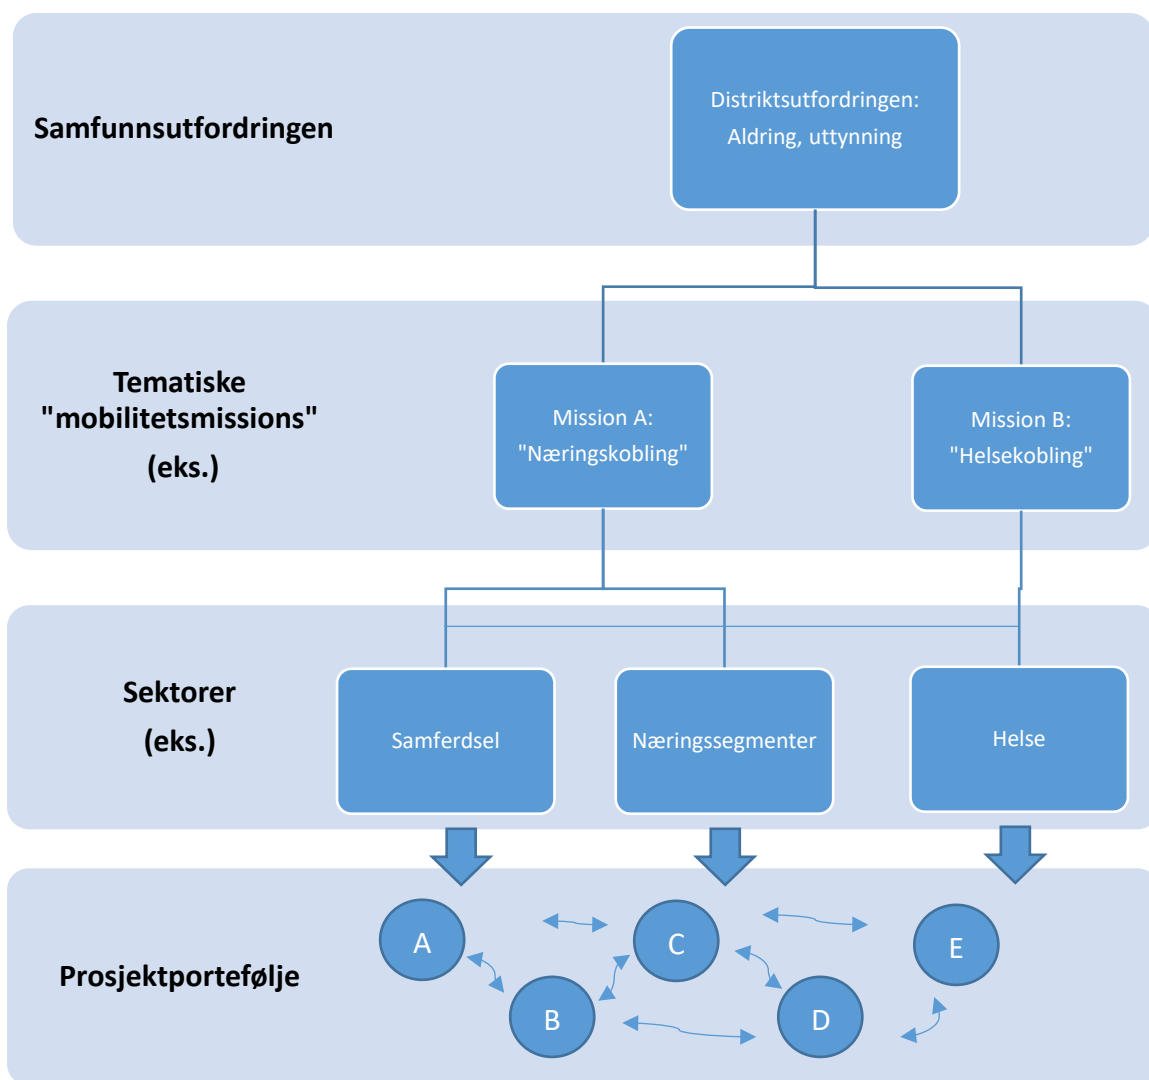 Samfunnsutfordringen
Distriktsutfordringen:
Aldring, uttynning
Tematiske
"mobilitetsmissions"
(eks.)
Mission A:
"Næringskobling"
Mission B:
"Helsekobling"
Sektorer
(eks.)
Samferdsel
Næringssegmenter
Helse
Prosjektportefølje
A
B
C
D
E